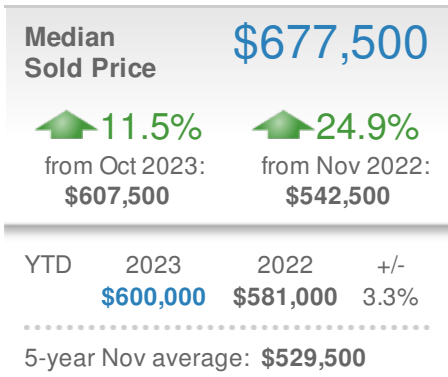 Median
Sold Price
$677,500
11.5%
from Oct 2023:
$607,500
24.9%
from Nov 2022:
$542,500
YTD 2023 2022 +/-
$600,000 $581,000 3.3%
5-year Nov average: $529,500